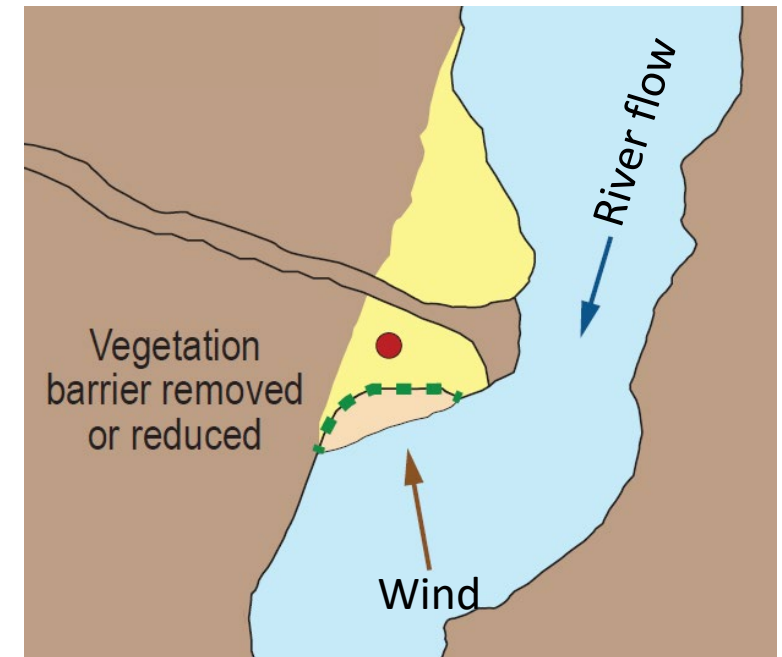 River flow
Vegetation
barrier removed
or reduced
Wind